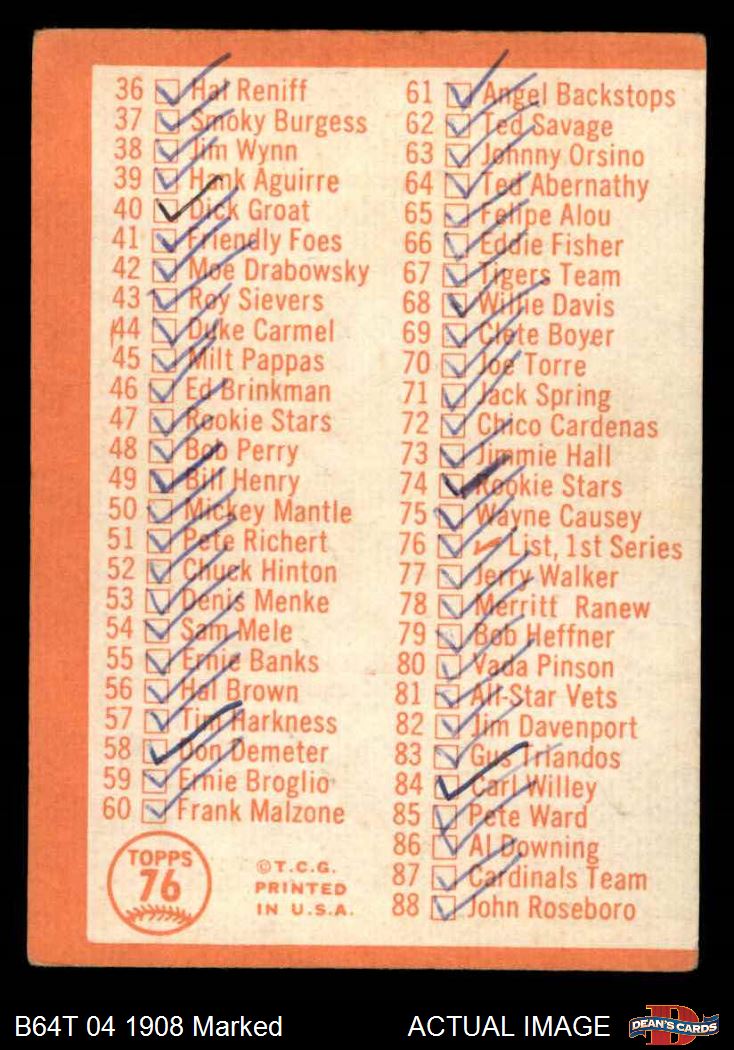 36 Hal Reniff
37 Smoky Burgess
38 Jim Wynn
39 Hank Aguirre
40 Dick Groat
41 Friendly Foes
42 Moe Drabowsky
43 Roy Sievers
44 Duke Carmel
45 Milt Pappas
46 Ed Brinkman
47 Rookie Stars
48 Bob Perry
49 Bill Henry
50 Mickey Mantle
51 Pete Richert
52 Chuck Hinton
53 Denis Menke
54 Sam Mele
55 Ernie Banks
56 Hal Brown
57 Tim Harkness
58 Don Demeter
59 Ernie Broglio
60 Frank Malzone
61 Angel Backstops
62 Ted Savage
63 Johnny Orsino
64 Ted Abernathy
65 Felipe Alou
66 Eddie Fisher
67 Tigers Team
68 Willie Davis
69 Clete Boyer
70 Joe Torre
71 Jack Spring
72 Chico Cardenas
73 Jimmie Hall
74 Rookie Stars
75 Wayne Causey
76 ✓ List, 1st Series
77 Jerry Walker
78 Merritt Ranew
79 Bob Heffner
80 Vada Pinson
81 All-Star Vets
82 Jim Davenport
83 Gus Triandos
84 Carl Willey
85 Pete Ward
86 Al Downing
87 Cardinals Team
88 John Roseboro
TOPPS
76
©T.C.G.
PRINTED
IN U.S.A.
B64T 04 1908 Marked
ACTUAL IMAGE
DEAN'S CARDS